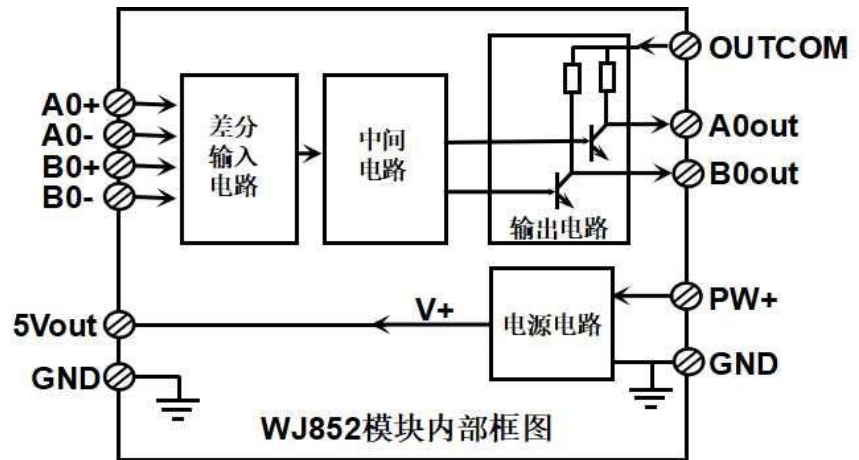 OUTCOM
A0+
A0-
B0+
B0-
差分
输入
电路
中间
电路
A0out
B0out
输出电路
5Vout
V+
电源电路
PW+
GND
GND
WJ852模块内部框图